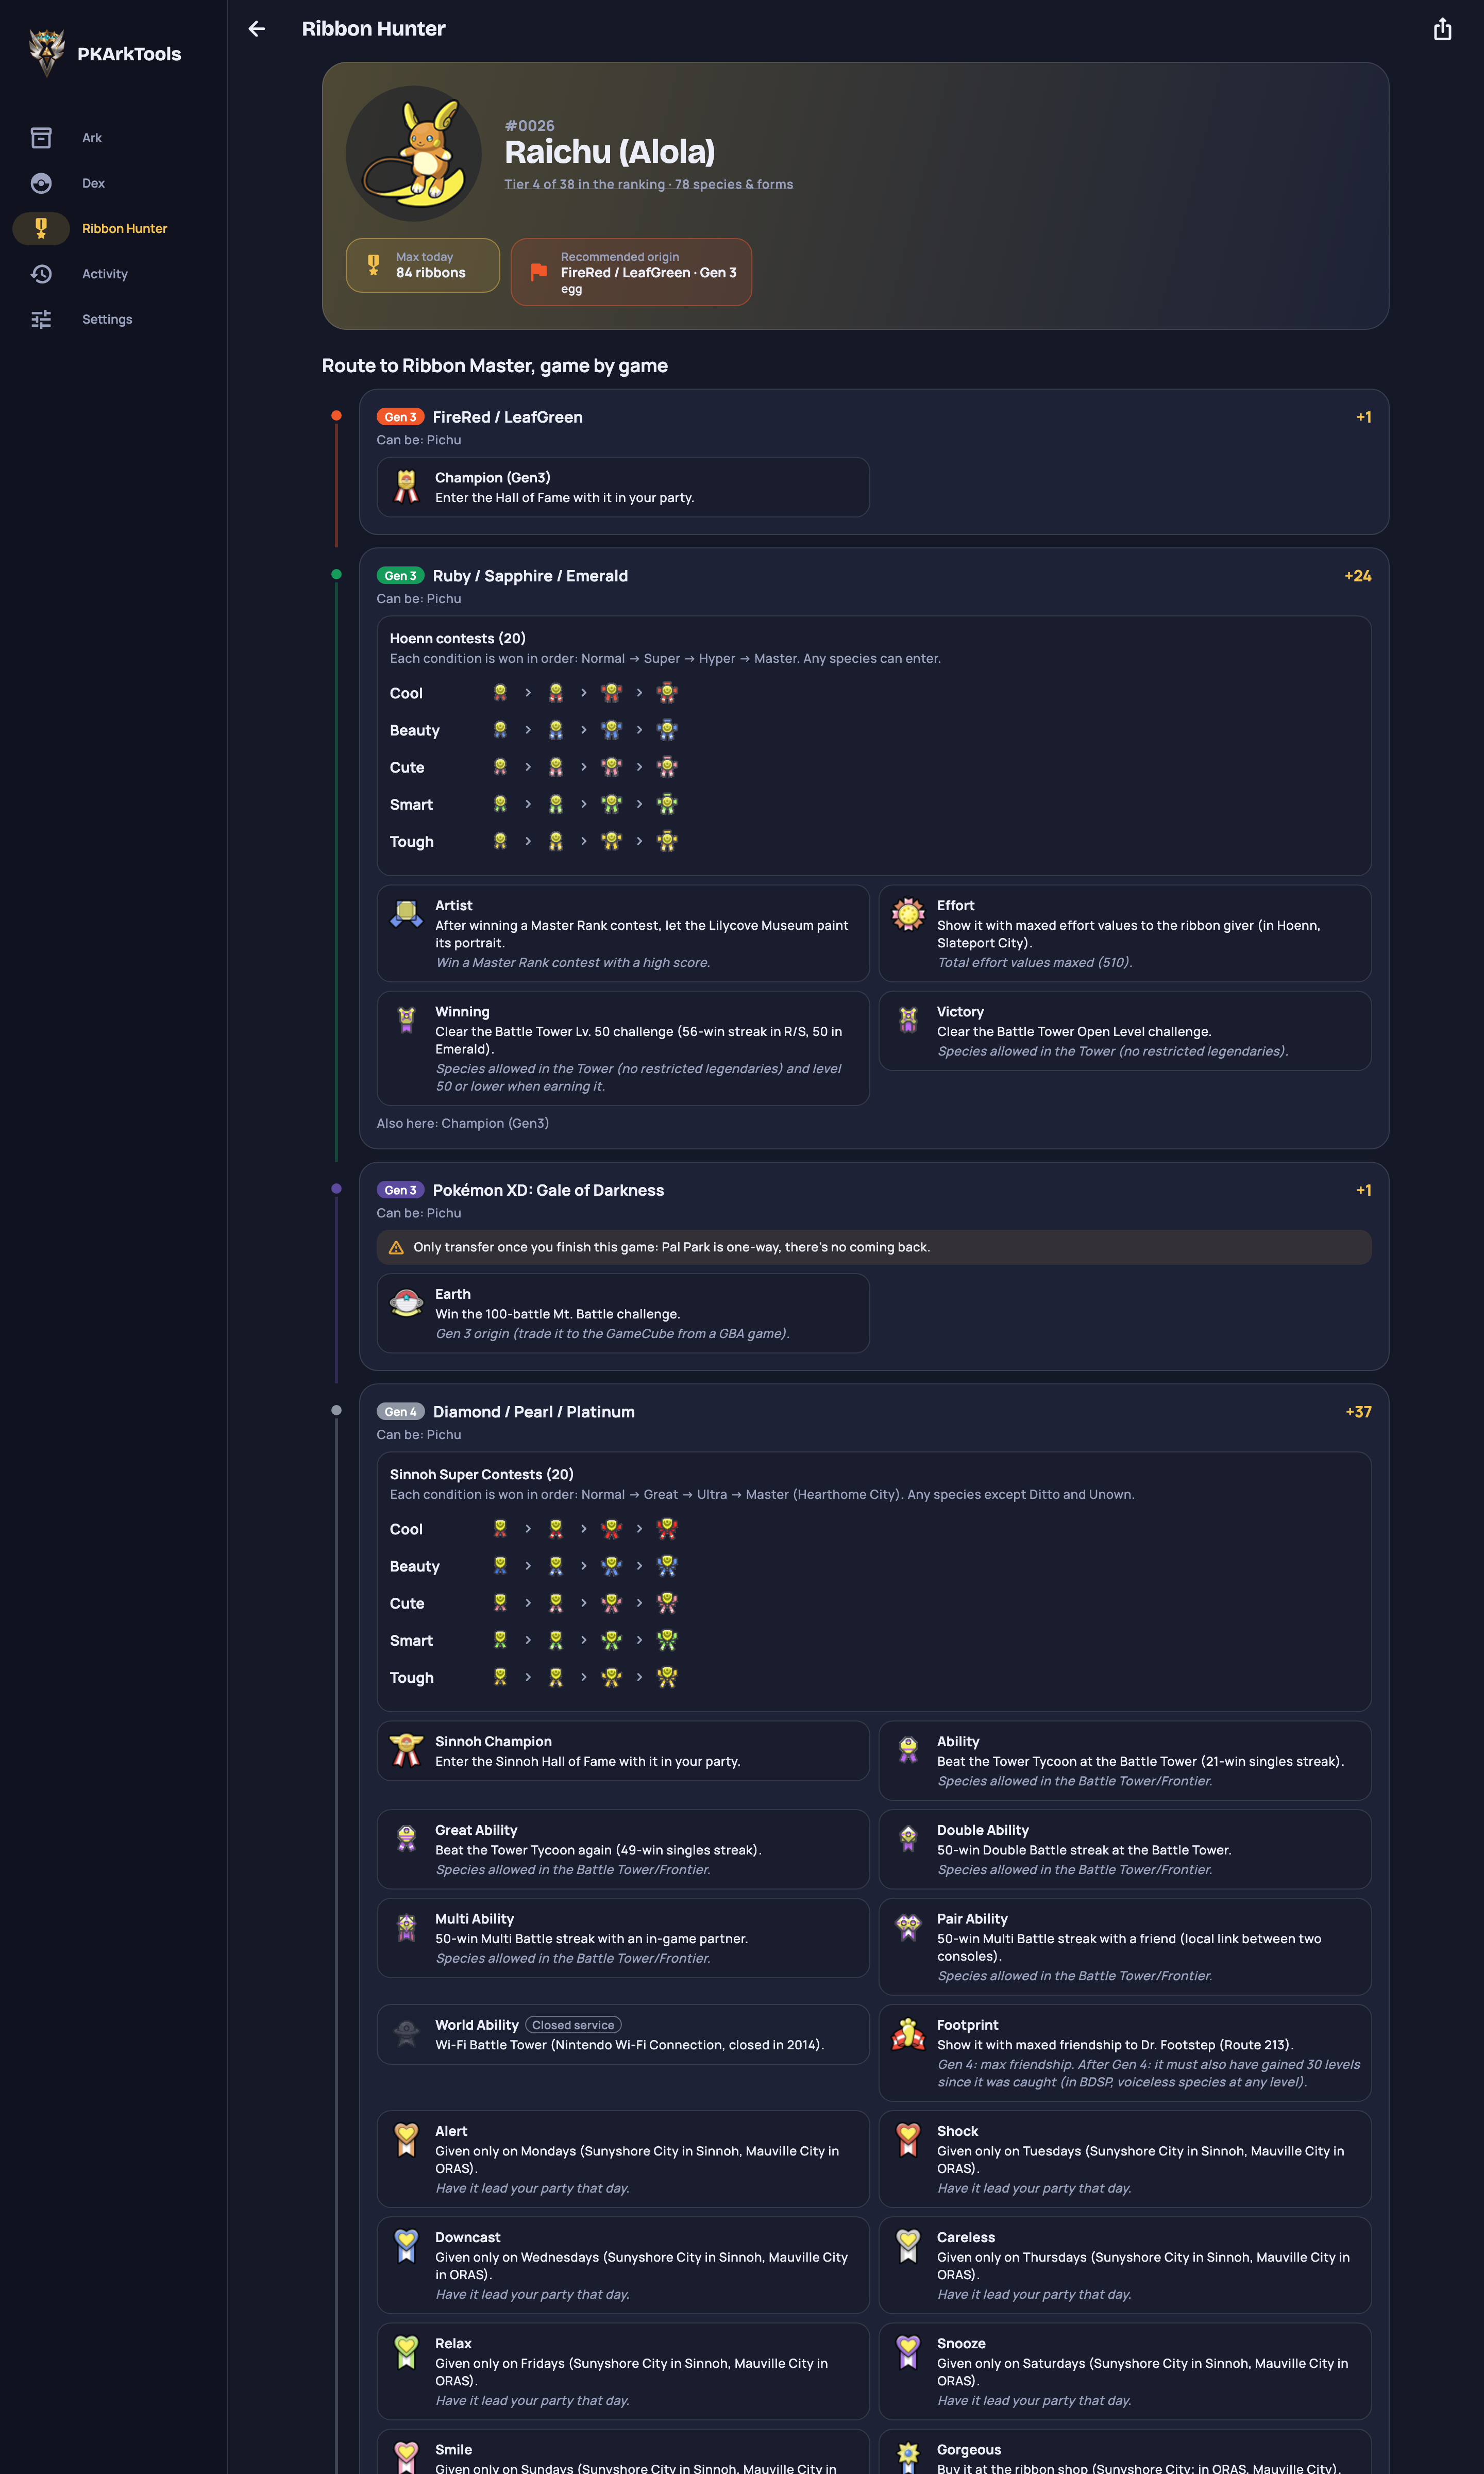 PKArkTools
Ark
Dex
Ribbon Hunter
Activity
Settings
Ribbon Hunter
#0026
Raichu (Alola)
Tier 4 of 38 in the ranking · 78 species & forms
Max today
84 ribbons
Recommended origin
FireRed / LeafGreen · Gen 3
egg
Route to Ribbon Master, game by game
Gen 3 FireRed / LeafGreen +1
Can be: Pichu
Champion (Gen3)
Enter the Hall of Fame with it in your party.
Gen 3 Ruby / Sapphire / Emerald +24
Can be: Pichu
Hoenn contests (20)
Each condition is won in order: Normal → Super → Hyper → Master. Any species can enter.
Cool
Beauty
Cute
Smart
Tough
Artist
After winning a Master Rank contest, let the Lilycove Museum paint
its portrait.
Win a Master Rank contest with a high score.
Effort
Show it with maxed effort values to the ribbon giver (in Hoenn,
Slateport City).
Total effort values maxed (510).
Winning
Clear the Battle Tower Lv. 50 challenge (56-win streak in R/S, 50 in
Emerald).
Species allowed in the Tower (no restricted legendaries) and level
50 or lower when earning it.
Victory
Clear the Battle Tower Open Level challenge.
Species allowed in the Tower (no restricted legendaries).
Also here: Champion (Gen3)
Gen 3 Pokémon XD: Gale of Darkness +1
Can be: Pichu
Only transfer once you finish this game: Pal Park is one-way, there's no coming back.
Earth
Win the 100-battle Mt. Battle challenge.
Gen 3 origin (trade it to the GameCube from a GBA game).
Gen 4 Diamond / Pearl / Platinum +37
Can be: Pichu
Sinnoh Super Contests (20)
Each condition is won in order: Normal → Great → Ultra → Master (Hearthome City). Any species except Ditto and Unown.
Cool
Beauty
Cute
Smart
Tough
Sinnoh Champion
Enter the Sinnoh Hall of Fame with it in your party.
Ability
Beat the Tower Tycoon at the Battle Tower (21-win singles streak).
Species allowed in the Battle Tower/Frontier.
Great Ability
Beat the Tower Tycoon again (49-win singles streak).
Species allowed in the Battle Tower/Frontier.
Double Ability
50-win Double Battle streak at the Battle Tower.
Species allowed in the Battle Tower/Frontier.
Multi Ability
50-win Multi Battle streak with an in-game partner.
Species allowed in the Battle Tower/Frontier.
Pair Ability
50-win Multi Battle streak with a friend (local link between two
consoles).
Species allowed in the Battle Tower/Frontier.
World Ability Closed service
Wi-Fi Battle Tower (Nintendo Wi-Fi Connection, closed in 2014).
Footprint
Show it with maxed friendship to Dr. Footstep (Route 213).
Gen 4: max friendship. After Gen 4: it must also have gained 30 levels
since it was caught (in BDSP, voiceless species at any level).
Alert
Given only on Mondays (Sunyshore City in Sinnoh, Mauville City in
ORAS).
Have it lead your party that day.
Shock
Given only on Tuesdays (Sunyshore City in Sinnoh, Mauville City in
ORAS).
Have it lead your party that day.
Downcast
Given only on Wednesdays (Sunyshore City in Sinnoh, Mauville City
in ORAS).
Have it lead your party that day.
Careless
Given only on Thursdays (Sunyshore City in Sinnoh, Mauville City in
ORAS).
Have it lead your party that day.
Relax
Given only on Fridays (Sunyshore City in Sinnoh, Mauville City in
ORAS).
Have it lead your party that day.
Snooze
Given only on Saturdays (Sunyshore City in Sinnoh, Mauville City in
ORAS).
Have it lead your party that day.
Smile
Given only on Sundays (Sunyshore City in Sinnoh, Mauville City in
Gorgeous
Buy it at the ribbon shop (Sunyshore City; in ORAS, Mauville City).